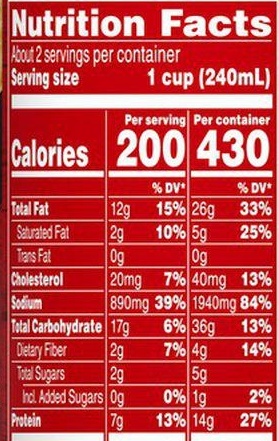 Nutrition Facts
About 2 servings per container
Serving size 1 cup (240mL)
Per serving Per container
Calories 200 430
% DV* % DV*
Total Fat 12g 15% 26g 33%
Saturated Fat 2g 10% 5g 25%
Trans Fat 0g 0g
Cholesterol 20mg 7% 40mg 13%
Sodium 890mg 39% 1940mg 84%
Total Carbohydrate 17g 6% 36g 13%
Dietary Fiber 2g 7% 4g 14%
Total Sugars 2g 5g
Incl. Added Sugars 0g 0% 1g 2%
Protein 7g 13% 14g 27%